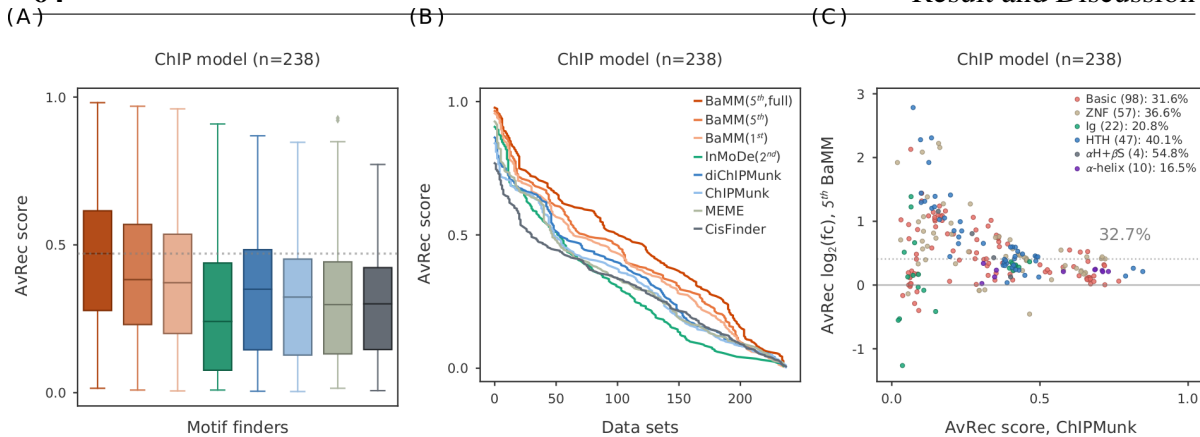 Result and Discussion
(A)
(B)
(C)
ChIP model (n=238)
1.0
0.5
0.0
AvRec score
Motif finders
ChIP model (n=238)
1.0
0.5
0.0
AvRec score
BaMM(5th,full)
BaMM(5th)
BaMM(1st)
InMoDe(2nd)
diChIPMunk
ChIPMunk
MEME
CisFinder
0
50
100
150
200
Data sets
ChIP model (n=238)
3
2
1
0
-1
AvRec log2(fc), 5th BaMM
Basic (98): 31.6%
ZNF (57): 36.6%
Ig (22): 20.8%
HTH (47): 40.1%
αH+βS (4): 54.8%
α-helix (10): 16.5%
32.7%
0.0
0.5
1.0
AvRec score, ChIPMunk